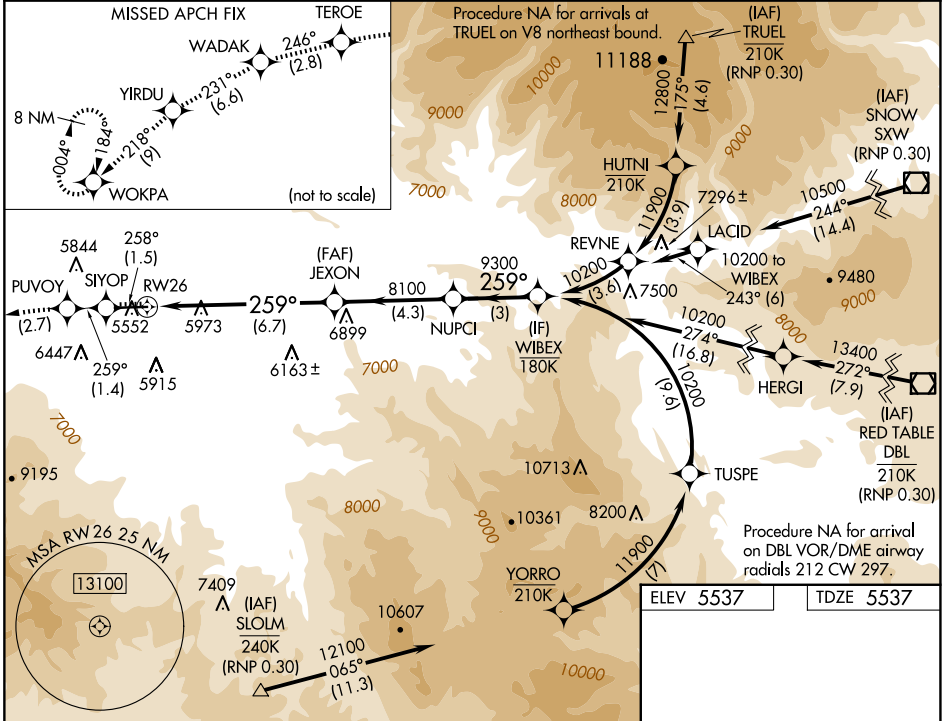 MISSED APCH FIX
TEROE
WADAK
246°
(2.8)
YIRDU
231°
(6.6)
8 NM
004°
184°
218°
(9)
WOKPA
(not to scale)
Procedure NA for arrivals at
TRUEL on V8 northeast bound.
(IAF)
TRUEL
210K
(RNP 0.30)
11188
10000
9000
12800
175°
(4.6)
9000
(IAF)
SNOW
SXW
(RNP 0.30)
HUTNI
210K
7000
8000
11900
(3.9)
7296 ±
LACID
10500
244°
(14.4)
REVNE
10200
(3.6)
7500
10200 to
WIBEX
243° (6)
9480
9000
5844
258°
(1.5)
PUVOY
SIYOP
RW26
(FAF)
JEXON
9300
259°
(3)
8100
(4.3)
NUPCI
(IF)
WIBEX
180K
259°
(6.7)
(2.7)
5552
5973
6899
6447
259°
(1.4)
5915
6163 ±
7000
10200
274°
(16.8)
8000
HERGI
13400
272°
(7.9)
(IAF)
RED TABLE
DBL
210K
(RNP 0.30)
10200
(9.6)
7000
9195
10713
TUSPE
8000
9000
10361
8200
Procedure NA for arrival
on DBL VOR/DME airway
radials 212 CW 297.
MSA RW26 25 NM
13100
7409
(IAF)
SLOLM
240K
(RNP 0.30)
10607
12100
065°
(11.3)
YORRO
210K
11900
(7)
10000
ELEV 5537
TDZE 5537